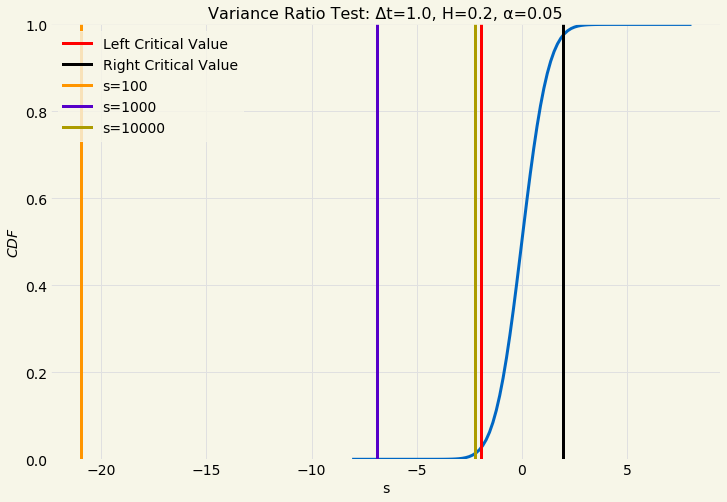 Variance Ratio Test: Δt=1.0, H=0.2, α=0.05
1.0
0.8
0.6
0.4
0.2
0.0
CDF
Left Critical Value
Right Critical Value
s=100
s=1000
s=10000
−20
−15
−10
−5
0
5
s